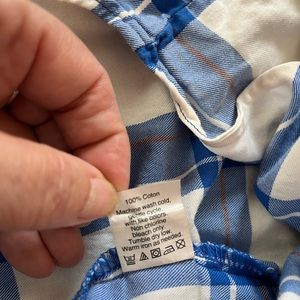 100% Coton
Machine wash cold,
gentle cycle,
with like colors.
Non chlorine
bleach only.
Tumble dry low.
Warm iron as needed.